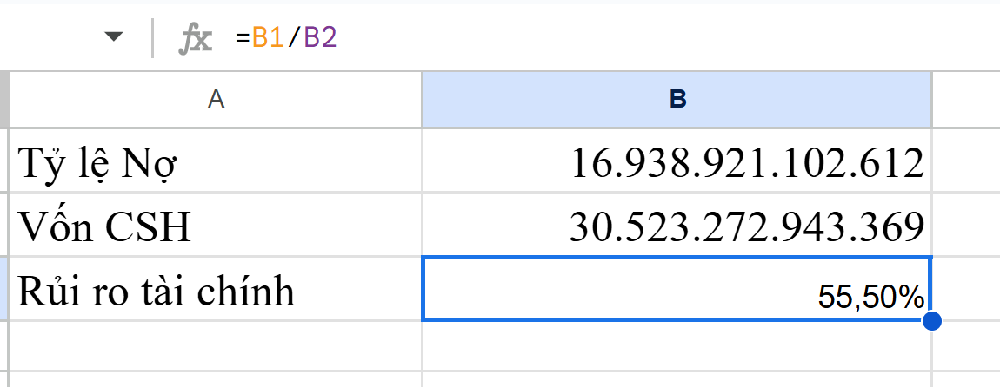 fx =B1/B2
A B
Tỷ lệ Nợ 16.938.921.102.612
Vốn CSH 30.523.272.943.369
Rủi ro tài chính 55,50%